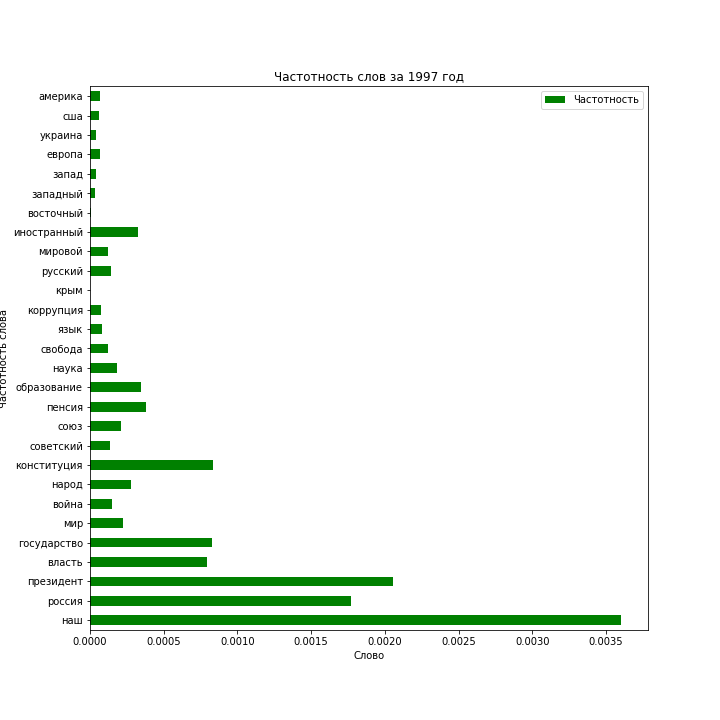 Частотность слов за 1997 год
Частотность
америка
сша
украина
европа
запад
западный
восточный
иностранный
мировой
русский
крым
коррупция
язык
свобода
наука
образование
пенсия
союз
советский
конституция
народ
война
мир
государство
власть
президент
россия
наш
Частотность слова
0.0000 0.0005 0.0010 0.0015 0.0020 0.0025 0.0030 0.0035
Слово